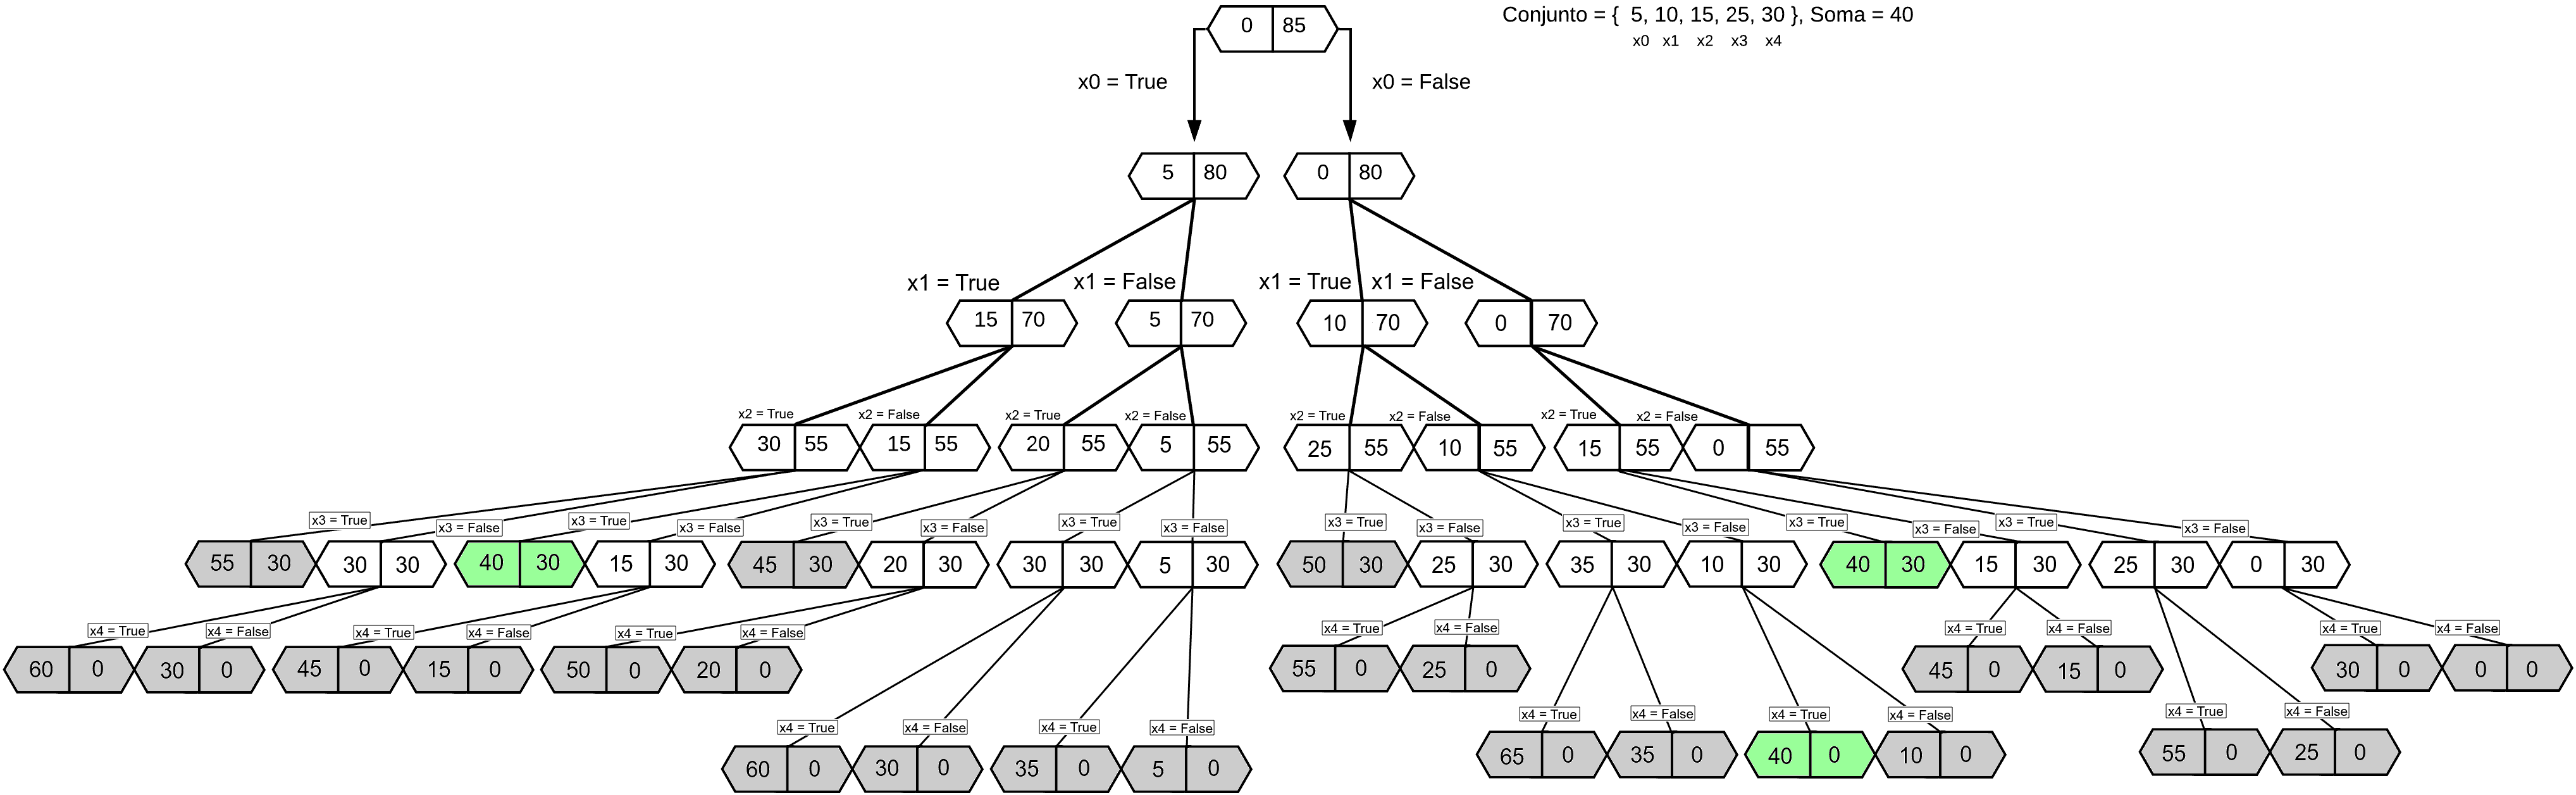 0 85
Conjunto = { 5, 10, 15, 25, 30 }, Soma = 40
x0 x1 x2 x3 x4
x0 = True x0 = False
5 80 0 80
x1 = True x1 = False x1 = True x1 = False
15 70 5 70 10 70 0 70
x2 = True x2 = False x2 = True x2 = False x2 = True x2 = False x2 = True x2 = False
30 55 15 55 20 55 5 55 25 55 10 55 15 55 0 55
x3 = True x3 = False x3 = True x3 = False x3 = True x3 = False x3 = True x3 = False x3 = True x3 = False x3 = True x3 = False x3 = True x3 = False x3 = True x3 = False
55 30 30 30 40 30 15 30 45 30 20 30 30 30 5 30 50 30 25 30 35 30 10 30 40 30 15 30 25 30 0 30
x4 = True x4 = False x4 = True x4 = False x4 = True x4 = False x4 = True x4 = False x4 = True x4 = False x4 = True x4 = False
60 0 30 0 45 0 15 0 50 0 20 0 55 0 25 0 45 0 15 0 30 0 0 0
x4 = True x4 = False x4 = True x4 = False x4 = True x4 = False x4 = True x4 = False x4 = True x4 = False
60 0 30 0 35 0 5 0 65 0 35 0 40 0 10 0 55 0 25 0